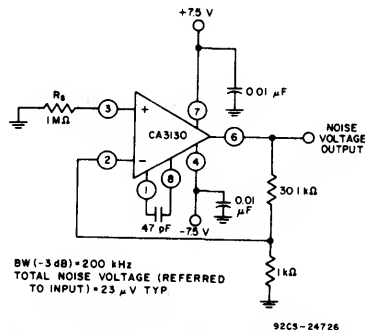 +7.5 V
0.01 µF
Rs
1MΩ
3
+
7
CA3130
6
NOISE
VOLTAGE
OUTPUT
2
–
4
8
1
0.01
µF
30.1 kΩ
47 pF
-7.5 V
BW (-3 dB) = 200 kHz
TOTAL NOISE VOLTAGE (REFERRED
TO INPUT) = 23 µV TYP.
1 kΩ
92CS-24726